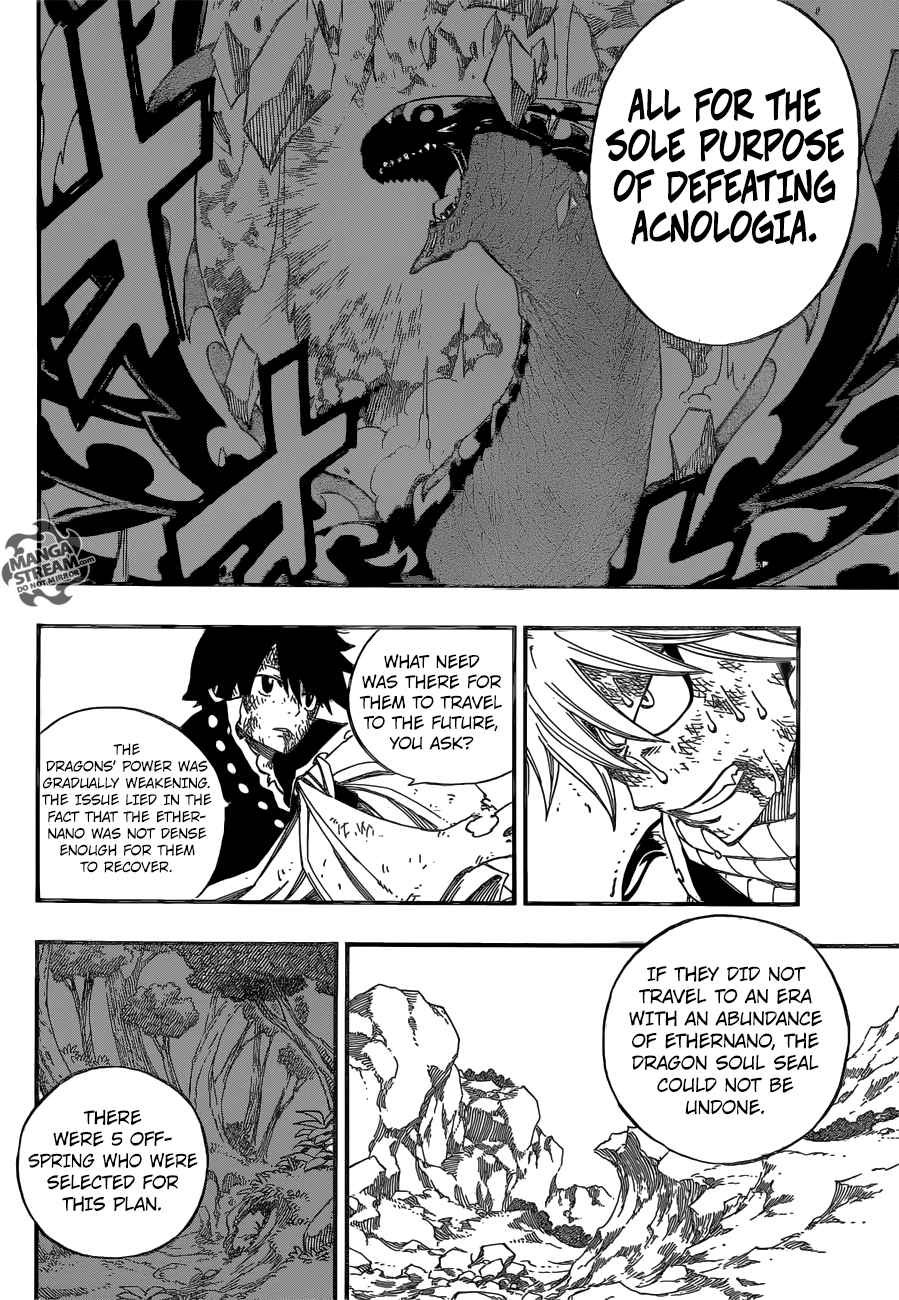 ALL FOR THE
SOLE PURPOSE
OF DEFEATING
ACNOLOGIA.
MANGA
STREAM.com
DO NOT MIRROR
WHAT NEED
WAS THERE FOR
THEM TO TRAVEL
TO THE FUTURE,
YOU ASK?
THE
DRAGONS' POWER WAS
GRADUALLY WEAKENING.
THE ISSUE LIED IN THE
FACT THAT THE ETHER-
NANO WAS NOT DENSE
ENOUGH FOR THEM
TO RECOVER.
IF THEY DID NOT
TRAVEL TO AN ERA
WITH AN ABUNDANCE
OF ETHERNANO, THE
DRAGON SOUL SEAL
COULD NOT BE
UNDONE.
THERE
WERE 5 OFF-
SPRING WHO WERE
SELECTED FOR
THIS PLAN.